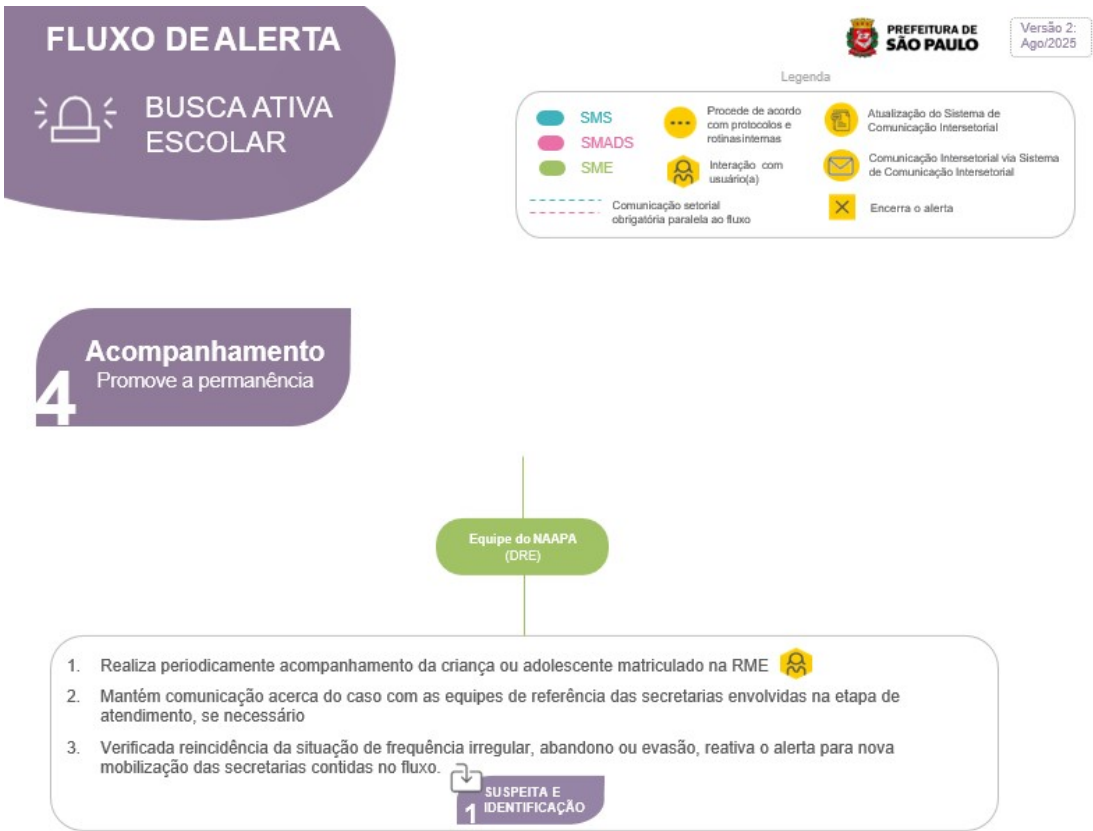 FLUXO DE ALERTA
BUSCA ATIVA
ESCOLAR
PREFEITURA DE
SÃO PAULO
Versão 2:
Ago/2025
Legenda
SMS
SMADS
SME
Procede de acordo
com protocolos e
rotinasinternas
Interação com
usuário(a)
Atualização do Sistema de
Comunicação Intersetorial
Comunicação Intersetorial via Sistema
de Comunicação Intersetorial
Comunicação setorial
obrigatória paralela ao fluxo
Encerra o alerta
4
Acompanhamento
Promove a permanência
Equipe do NAAPA
(DRE)
1. Realiza periodicamente acompanhamento da criança ou adolescente matriculado na RME
2. Mantém comunicação acerca do caso com as equipes de referência das secretarias envolvidas na etapa de
atendimento, se necessário
3. Verificada reincidência da situação de frequência irregular, abandono ou evasão, reativa o alerta para nova
mobilização das secretarias contidas no fluxo.
1 SUSPEITA E
IDENTIFICAÇÃO